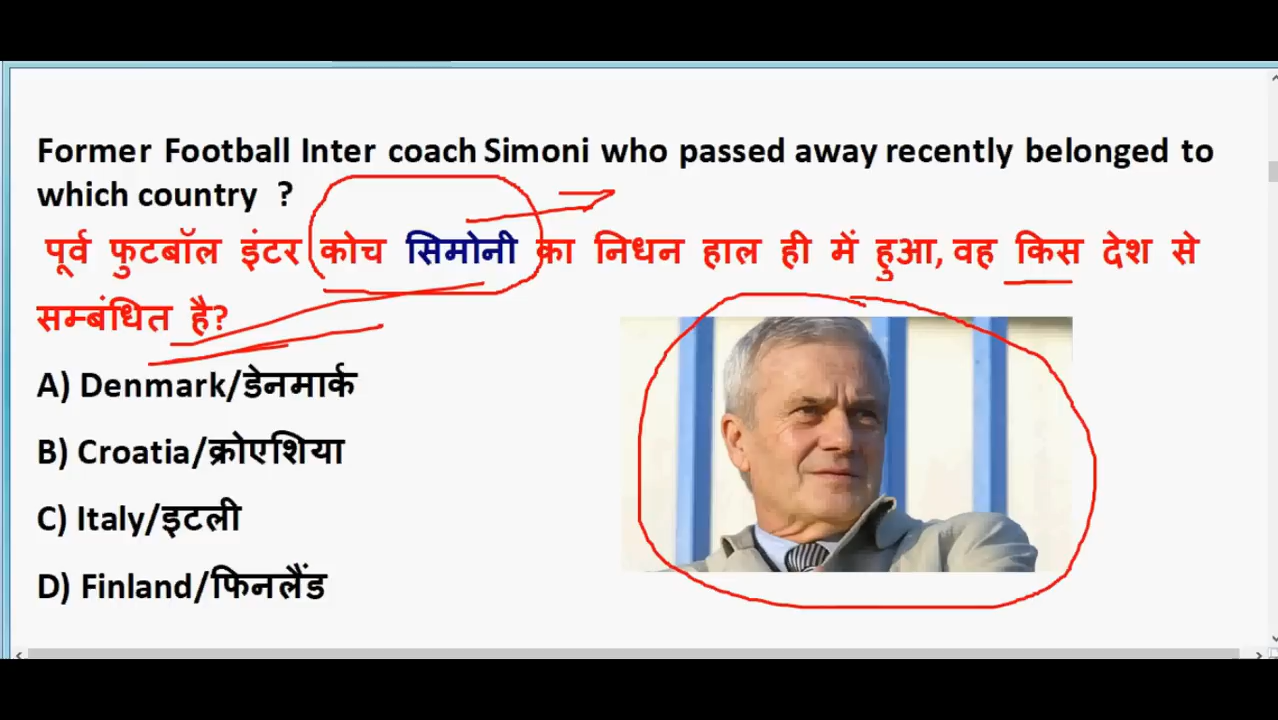 Former Football Inter coach Simoni who passed away recently belonged to
which country ?
पूर्व फुटबॉल इंटर कोच सिमोनी का निधन हाल ही में हुआ, वह किस देश से
सम्बंधित है?
A) Denmark/डेनमार्क
B) Croatia/क्रोएशिया
C) Italy/इटली
D) Finland/फिनलैंड